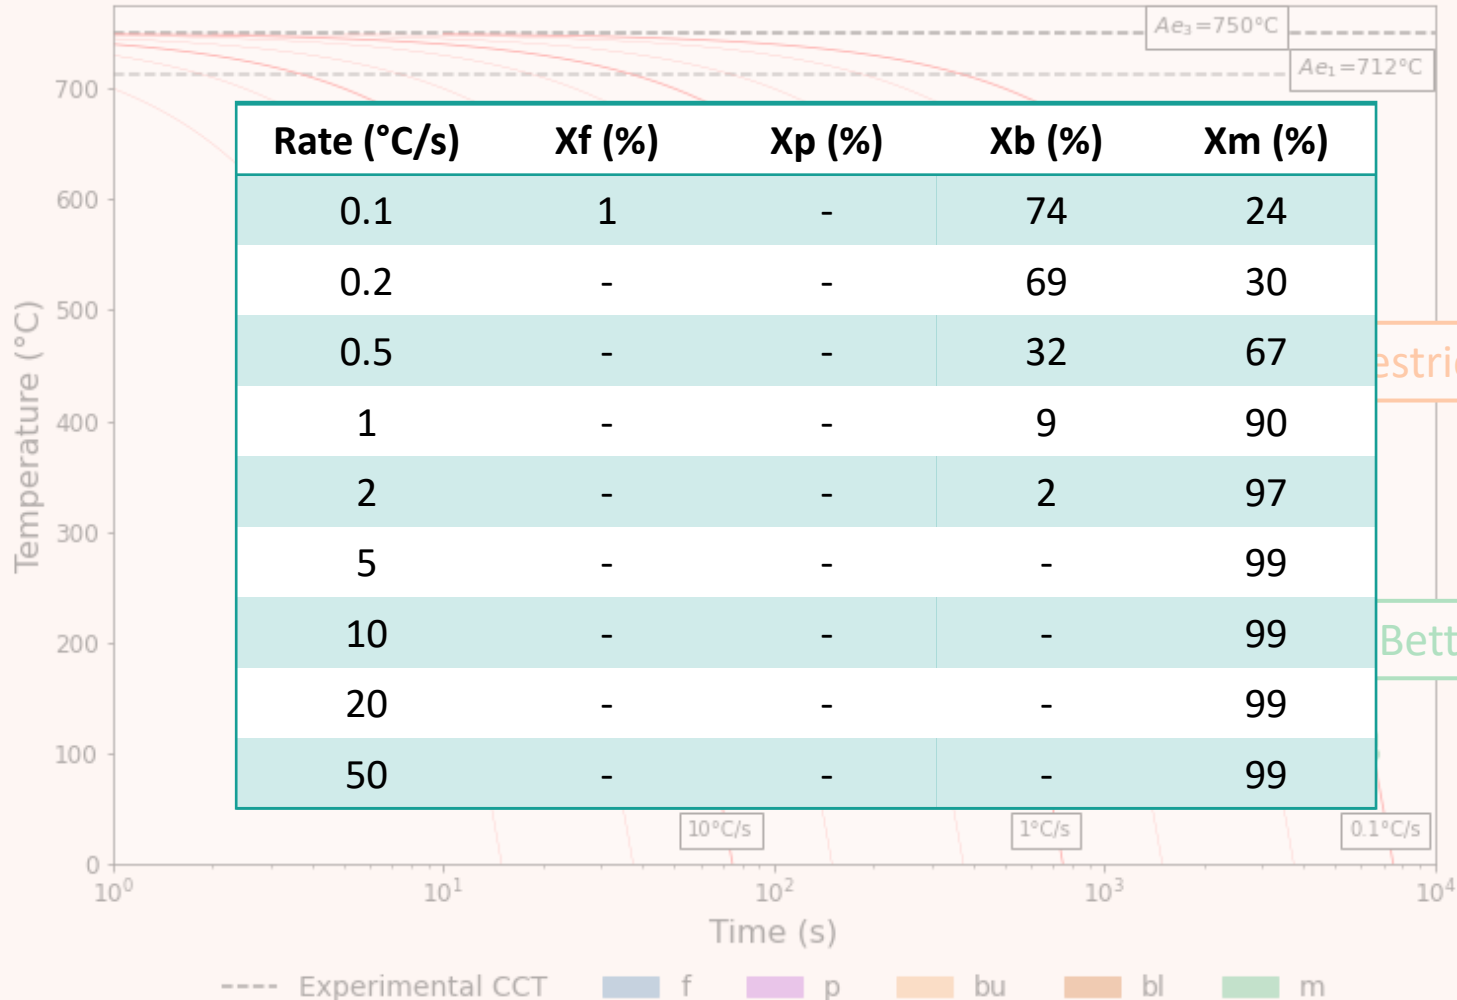 Ae₃=750°C
Ae₁=712°C
700
600
500
400
300
200
100
0
Temperature (°C)
Rate (°C/s) Xf (%) Xp (%) Xb (%) Xm (%)
0.1 1 - 74 24
0.2 - - 69 30
0.5 - - 32 67
1 - - 9 90
2 - - 2 97
5 - - - 99
10 - - - 99
20 - - - 99
50 - - - 99
estri
Bett
10°C/s 1°C/s 0.1°C/s
10⁰ 10¹ 10² 10³ 10⁴
Time (s)
Experimental CCT f p bu bl m